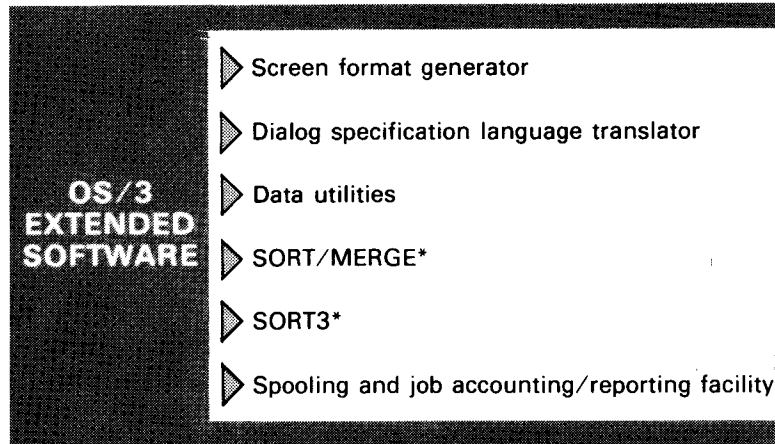 OS/3
EXTENDED
SOFTWARE
Screen format generator
Dialog specification language translator
Data utilities
SORT/MERGE*
SORT3*
Spooling and job accounting/reporting facility